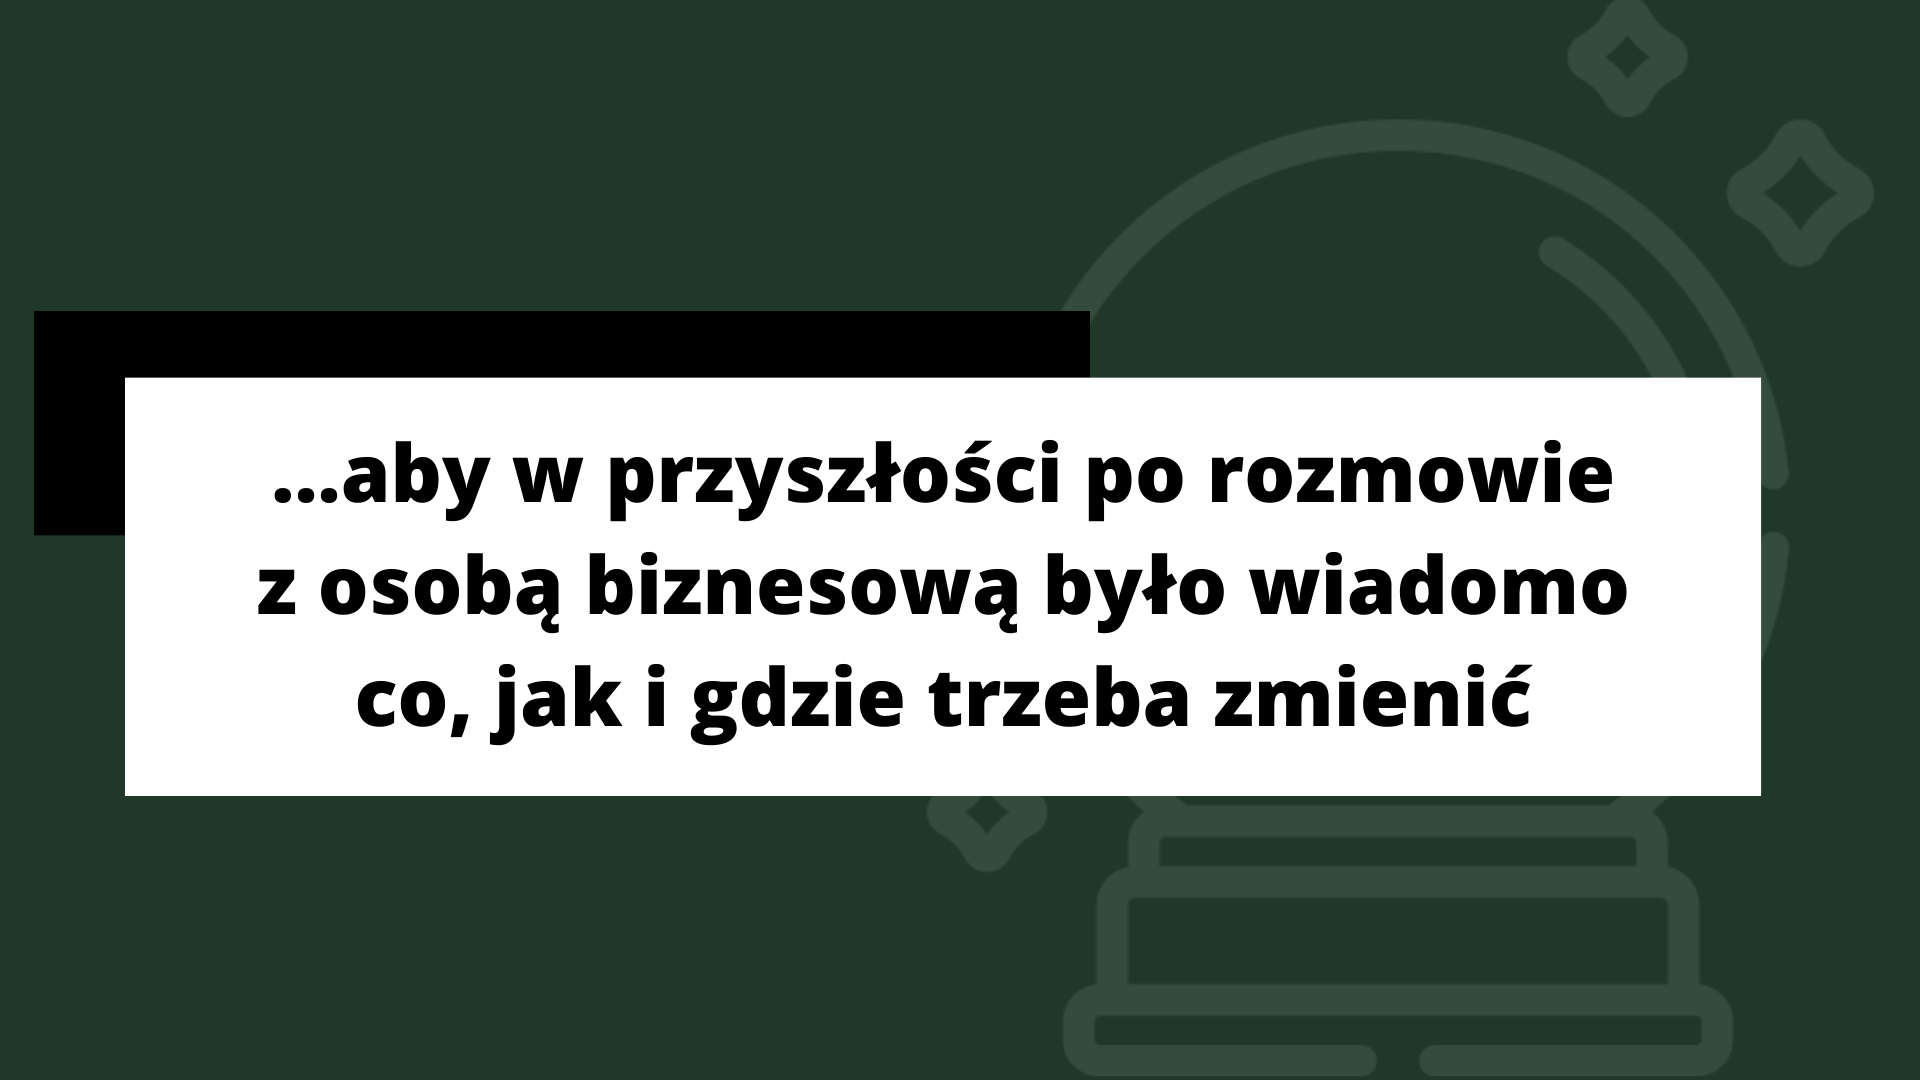 ...aby w przyszłości po rozmowie
z osobą biznesową było wiadomo
co, jak i gdzie trzeba zmienić